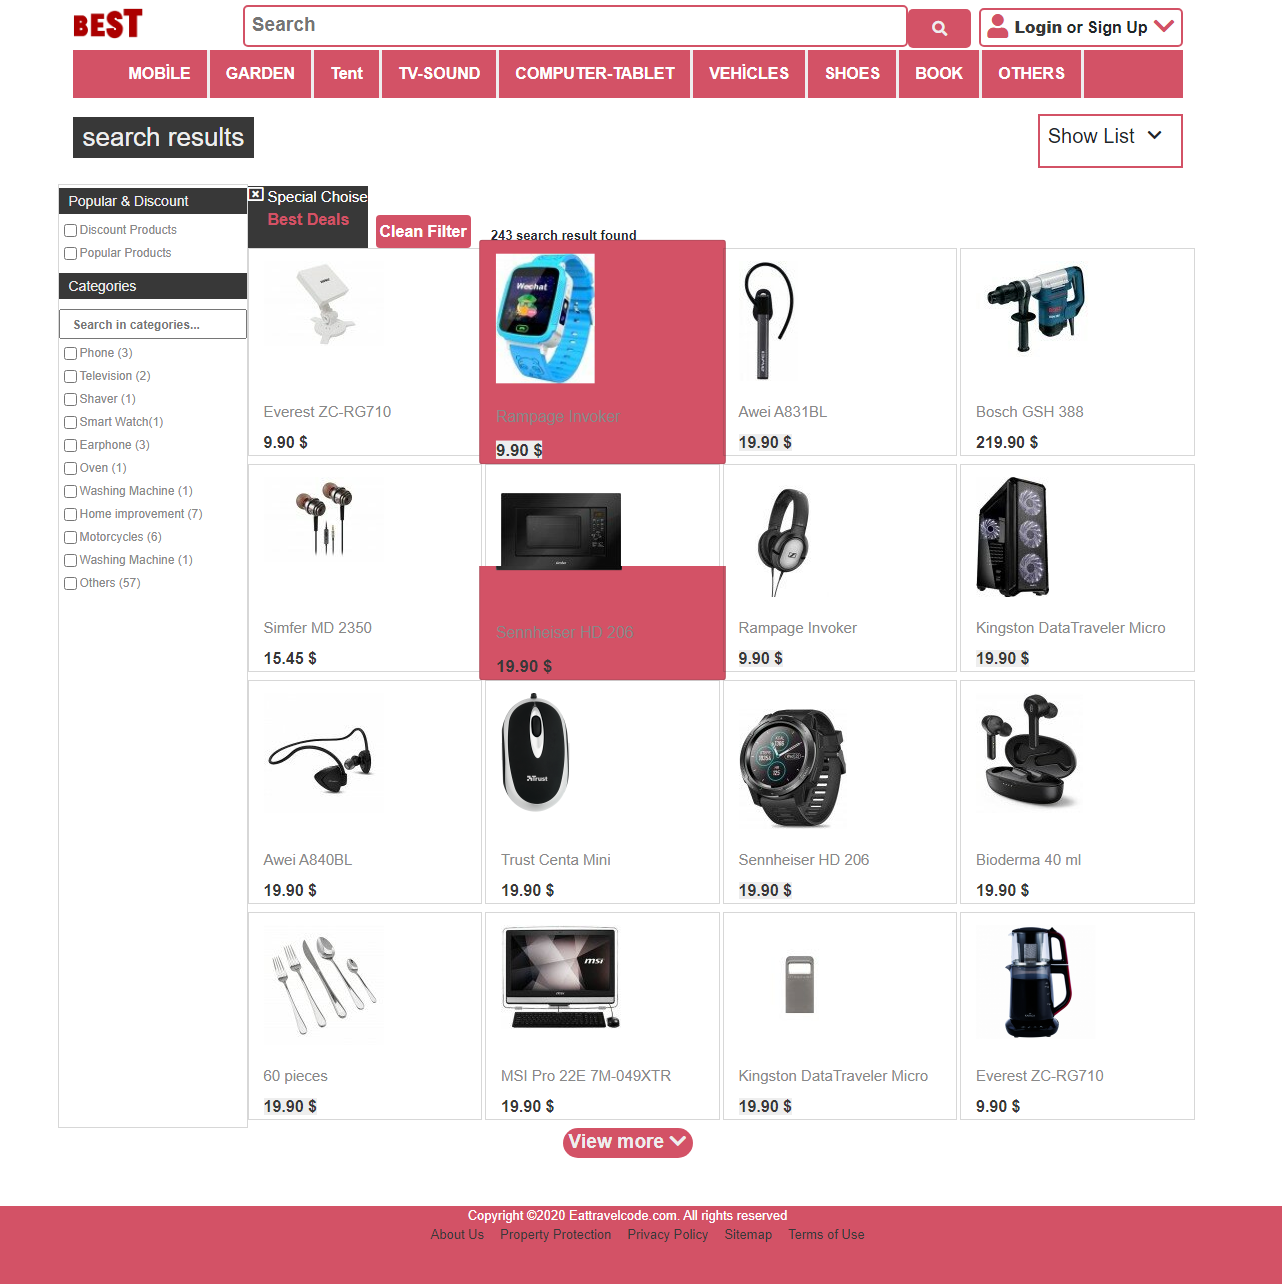 BEST
Search
Login or Sign Up
MOBİLE GARDEN Tent TV-SOUND COMPUTER-TABLET VEHİCLES SHOES BOOK OTHERS
search results
Show List
Popular & Discount
Discount Products
Popular Products
Categories
Search in categories...
Phone (3)
Television (2)
Shaver (1)
Smart Watch(1)
Earphone (3)
Oven (1)
Washing Machine (1)
Home improvement (7)
Motorcycles (6)
Washing Machine (1)
Others (57)
Special Choise
Best Deals
Clean Filter
243 search result found
Wechat
Everest ZC-RG710
9.90 $
Rampage Invoker
9.90 $
Awei A831BL
19.90 $
Bosch GSH 388
219.90 $
Simfer MD 2350
15.45 $
Sennheiser HD 206
19.90 $
Rampage Invoker
9.90 $
Kingston DataTraveler Micro
19.90 $
Trust
Awei A840BL
19.90 $
Trust Centa Mini
19.90 $
Sennheiser HD 206
19.90 $
Bioderma 40 ml
19.90 $
msi
60 pieces
19.90 $
MSI Pro 22E 7M-049XTR
19.90 $
Kingston DataTraveler Micro
19.90 $
Everest ZC-RG710
9.90 $
View more
Copyright ©2020 Eattravelcode.com. All rights reserved
About Us Property Protection Privacy Policy Sitemap Terms of Use